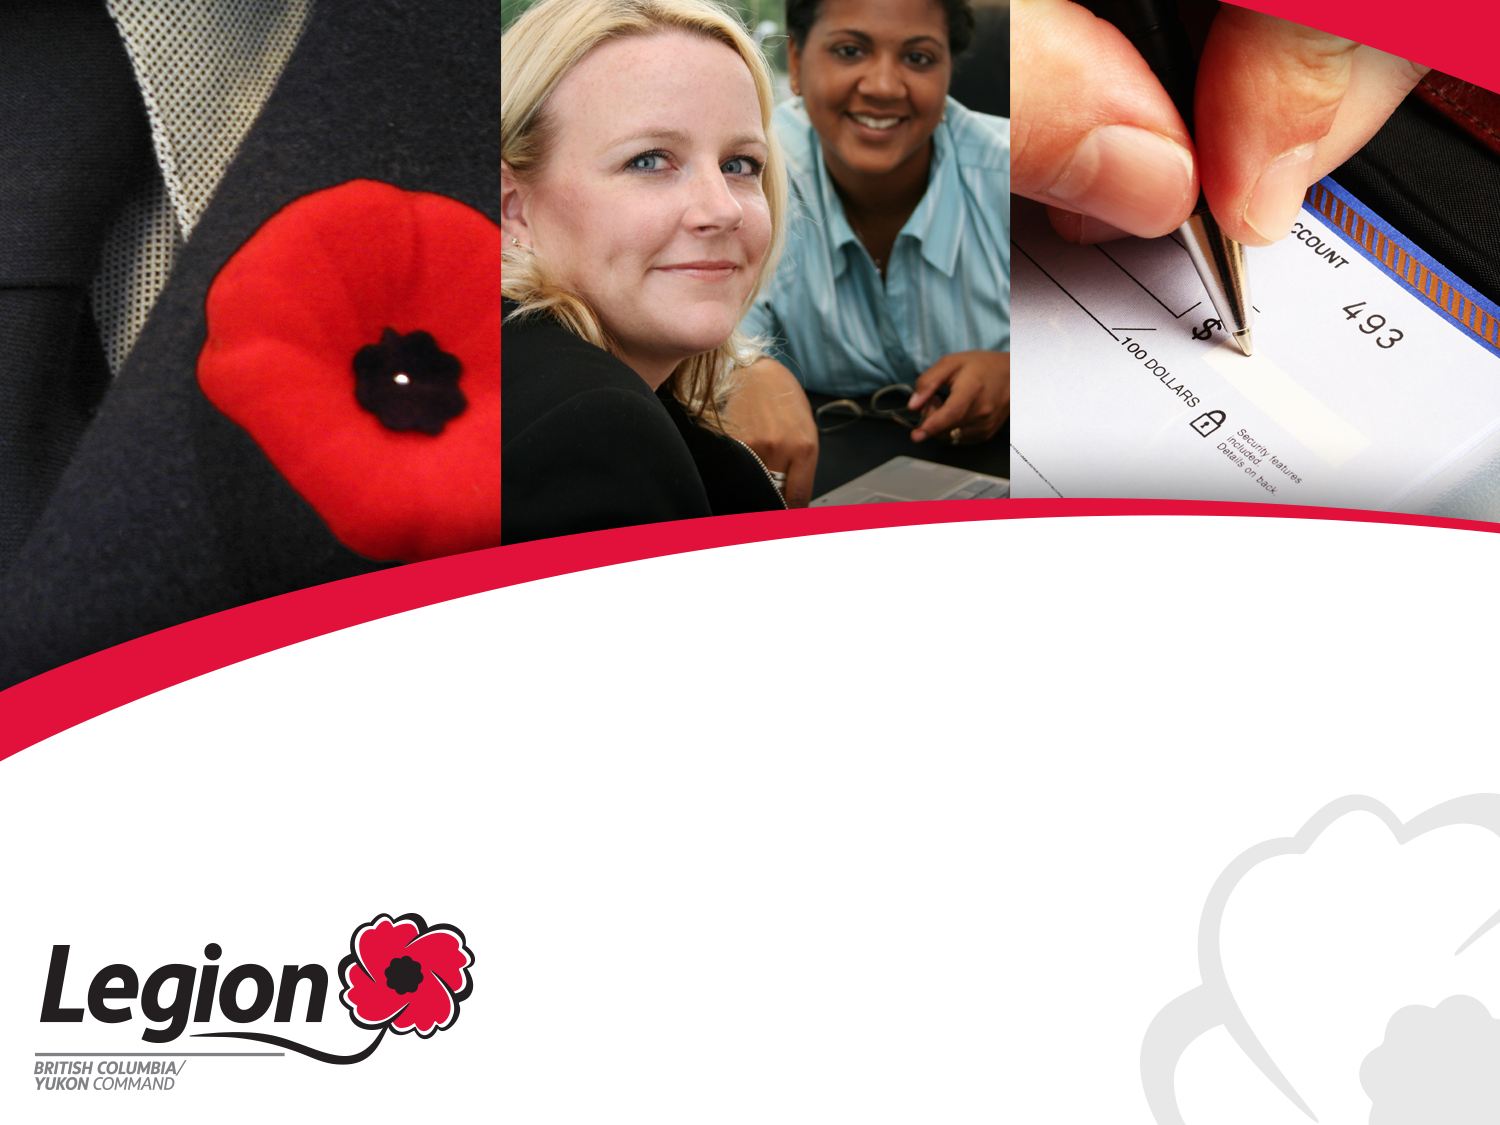 CCOUNT
493
$
100 DOLLARS
Security features
included.
Details on back.
Legion
BRITISH COLUMBIA/
YUKON COMMAND